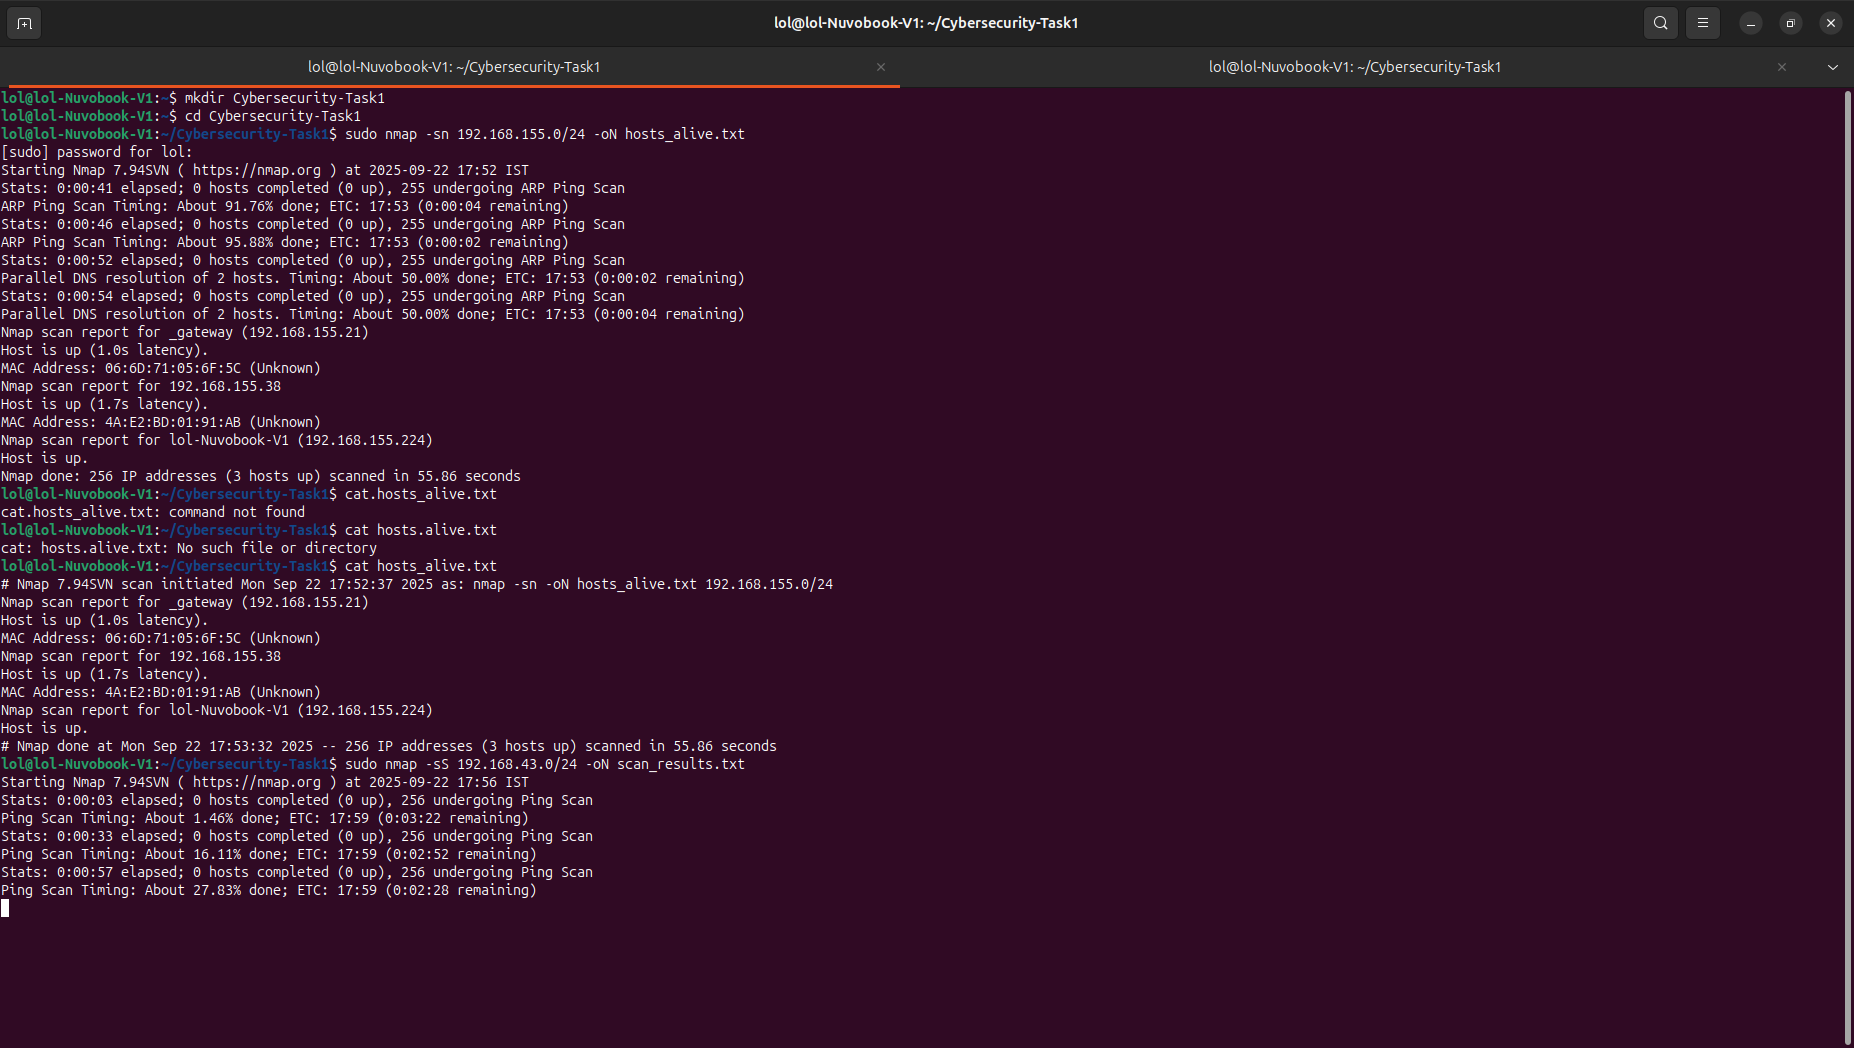 lol@lol-Nuvobook-V1: ~/Cybersecurity-Task1
lol@lol-Nuvobook-V1: ~/Cybersecurity-Task1
lol@lol-Nuvobook-V1: ~/Cybersecurity-Task1
lol@lol-Nuvobook-V1:~$ mkdir Cybersecurity-Task1
lol@lol-Nuvobook-V1:~$ cd Cybersecurity-Task1
lol@lol-Nuvobook-V1:~/Cybersecurity-Task1$ sudo nmap -sn 192.168.155.0/24 -oN hosts_alive.txt
[sudo] password for lol:
Starting Nmap 7.94SVN ( https://nmap.org ) at 2025-09-22 17:52 IST
Stats: 0:00:41 elapsed; 0 hosts completed (0 up), 255 undergoing ARP Ping Scan
ARP Ping Scan Timing: About 91.76% done; ETC: 17:53 (0:00:04 remaining)
Stats: 0:00:46 elapsed; 0 hosts completed (0 up), 255 undergoing ARP Ping Scan
ARP Ping Scan Timing: About 95.88% done; ETC: 17:53 (0:00:02 remaining)
Stats: 0:00:52 elapsed; 0 hosts completed (0 up), 255 undergoing ARP Ping Scan
Parallel DNS resolution of 2 hosts. Timing: About 50.00% done; ETC: 17:53 (0:00:02 remaining)
Stats: 0:00:54 elapsed; 0 hosts completed (0 up), 255 undergoing ARP Ping Scan
Parallel DNS resolution of 2 hosts. Timing: About 50.00% done; ETC: 17:53 (0:00:04 remaining)
Nmap scan report for _gateway (192.168.155.21)
Host is up (1.0s latency).
MAC Address: 06:6D:71:05:6F:5C (Unknown)
Nmap scan report for 192.168.155.38
Host is up (1.7s latency).
MAC Address: 4A:E2:BD:01:91:AB (Unknown)
Nmap scan report for lol-Nuvobook-V1 (192.168.155.224)
Host is up.
Nmap done: 256 IP addresses (3 hosts up) scanned in 55.86 seconds
lol@lol-Nuvobook-V1:~/Cybersecurity-Task1$ cat.hosts_alive.txt
cat.hosts_alive.txt: command not found
lol@lol-Nuvobook-V1:~/Cybersecurity-Task1$ cat hosts.alive.txt
cat: hosts.alive.txt: No such file or directory
lol@lol-Nuvobook-V1:~/Cybersecurity-Task1$ cat hosts_alive.txt
# Nmap 7.94SVN scan initiated Mon Sep 22 17:52:37 2025 as: nmap -sn -oN hosts_alive.txt 192.168.155.0/24
Nmap scan report for _gateway (192.168.155.21)
Host is up (1.0s latency).
MAC Address: 06:6D:71:05:6F:5C (Unknown)
Nmap scan report for 192.168.155.38
Host is up (1.7s latency).
MAC Address: 4A:E2:BD:01:91:AB (Unknown)
Nmap scan report for lol-Nuvobook-V1 (192.168.155.224)
Host is up.
# Nmap done at Mon Sep 22 17:53:32 2025 -- 256 IP addresses (3 hosts up) scanned in 55.86 seconds
lol@lol-Nuvobook-V1:~/Cybersecurity-Task1$ sudo nmap -sS 192.168.43.0/24 -oN scan_results.txt
Starting Nmap 7.94SVN ( https://nmap.org ) at 2025-09-22 17:56 IST
Stats: 0:00:03 elapsed; 0 hosts completed (0 up), 256 undergoing Ping Scan
Ping Scan Timing: About 1.46% done; ETC: 17:59 (0:03:22 remaining)
Stats: 0:00:33 elapsed; 0 hosts completed (0 up), 256 undergoing Ping Scan
Ping Scan Timing: About 16.11% done; ETC: 17:59 (0:02:52 remaining)
Stats: 0:00:57 elapsed; 0 hosts completed (0 up), 256 undergoing Ping Scan
Ping Scan Timing: About 27.83% done; ETC: 17:59 (0:02:28 remaining)